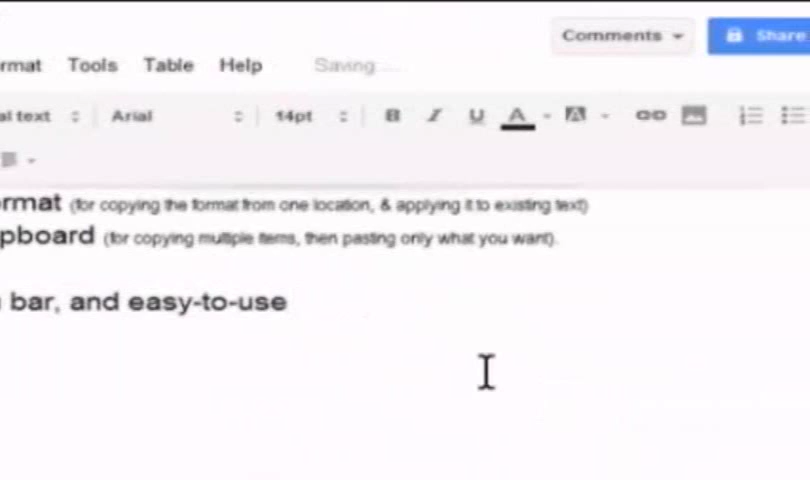 Comments
Share
rmat Tools Table Help Saving ...
al text Arial 14pt B I U A A
rmat (for copying the format from one location, & applying it to existing text)
pboard (for copying multiple items, then pasting only what you want).
bar, and easy-to-use